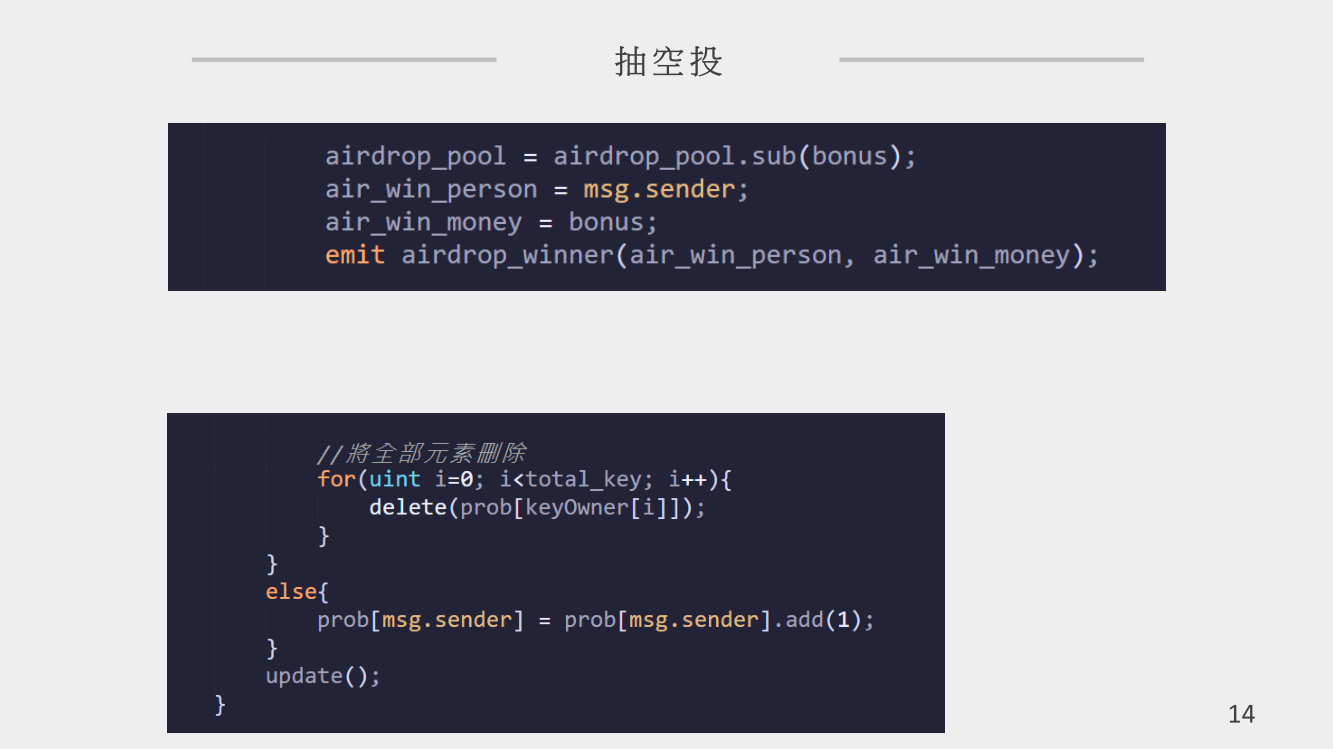 抽空投
airdrop_pool = airdrop_pool.sub(bonus);
air_win_person = msg.sender;
air_win_money = bonus;
emit airdrop_winner(air_win_person, air_win_money);
//將全部元素刪除
for(uint i=0; i<total_key; i++){
delete(prob[keyOwner[i]]);
}
}
else{
prob[msg.sender] = prob[msg.sender].add(1);
}
update();
}
14